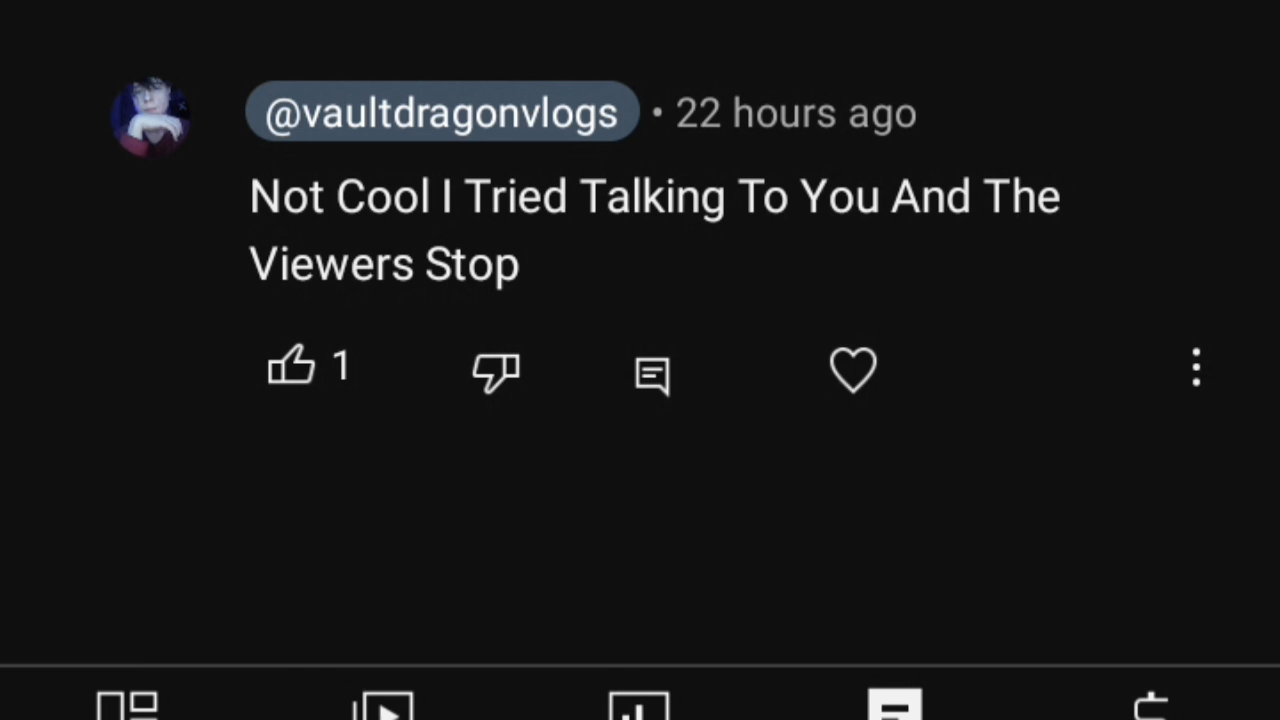 @vaultdragonvlogs • 22 hours ago
Not Cool I Tried Talking To You And The
Viewers Stop
1